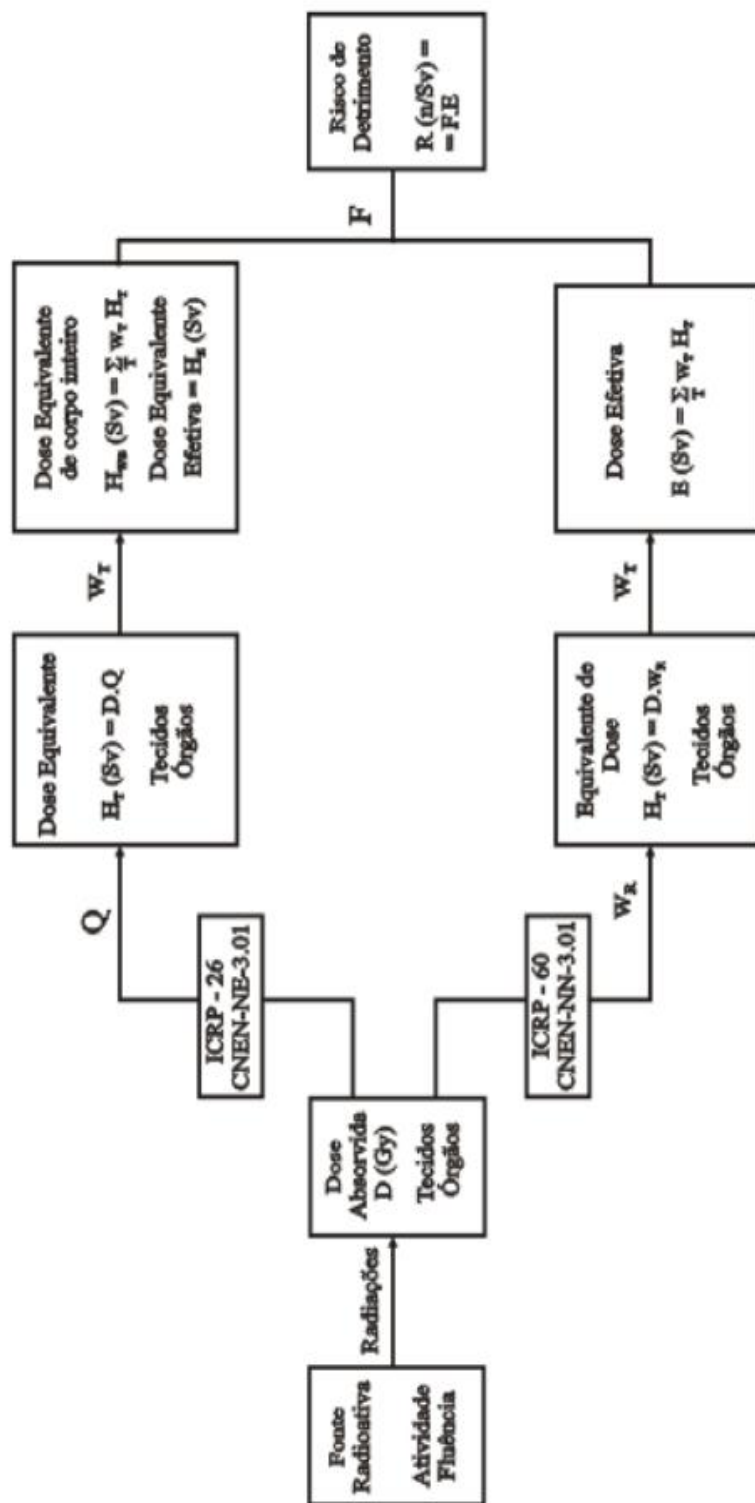 Fonte
Radioativa
Atividade
Fluência
Radiações
Dose
Absorvida
D (Gy)
Tecidos
Órgãos
ICRP - 26
CNEN-NE-3.01
Q
Dose Equivalente
H_T (Sv) = D.Q
Tecidos
Órgãos
W_T
Dose Equivalente
de corpo inteiro
H_WB (Sv) = Σ_T w_T H_T
Dose Equivalente
Efetiva = H_E (Sv)
ICRP - 60
CNEN-NN-3.01
W_R
Equivalente de
Dose
H_T (Sv) = D.w_R
Tecidos
Órgãos
W_T
Dose Efetiva
E (Sv) = Σ_T w_T H_T
F
Risco de
Detrimento
R (n/Sv) =
= F.E